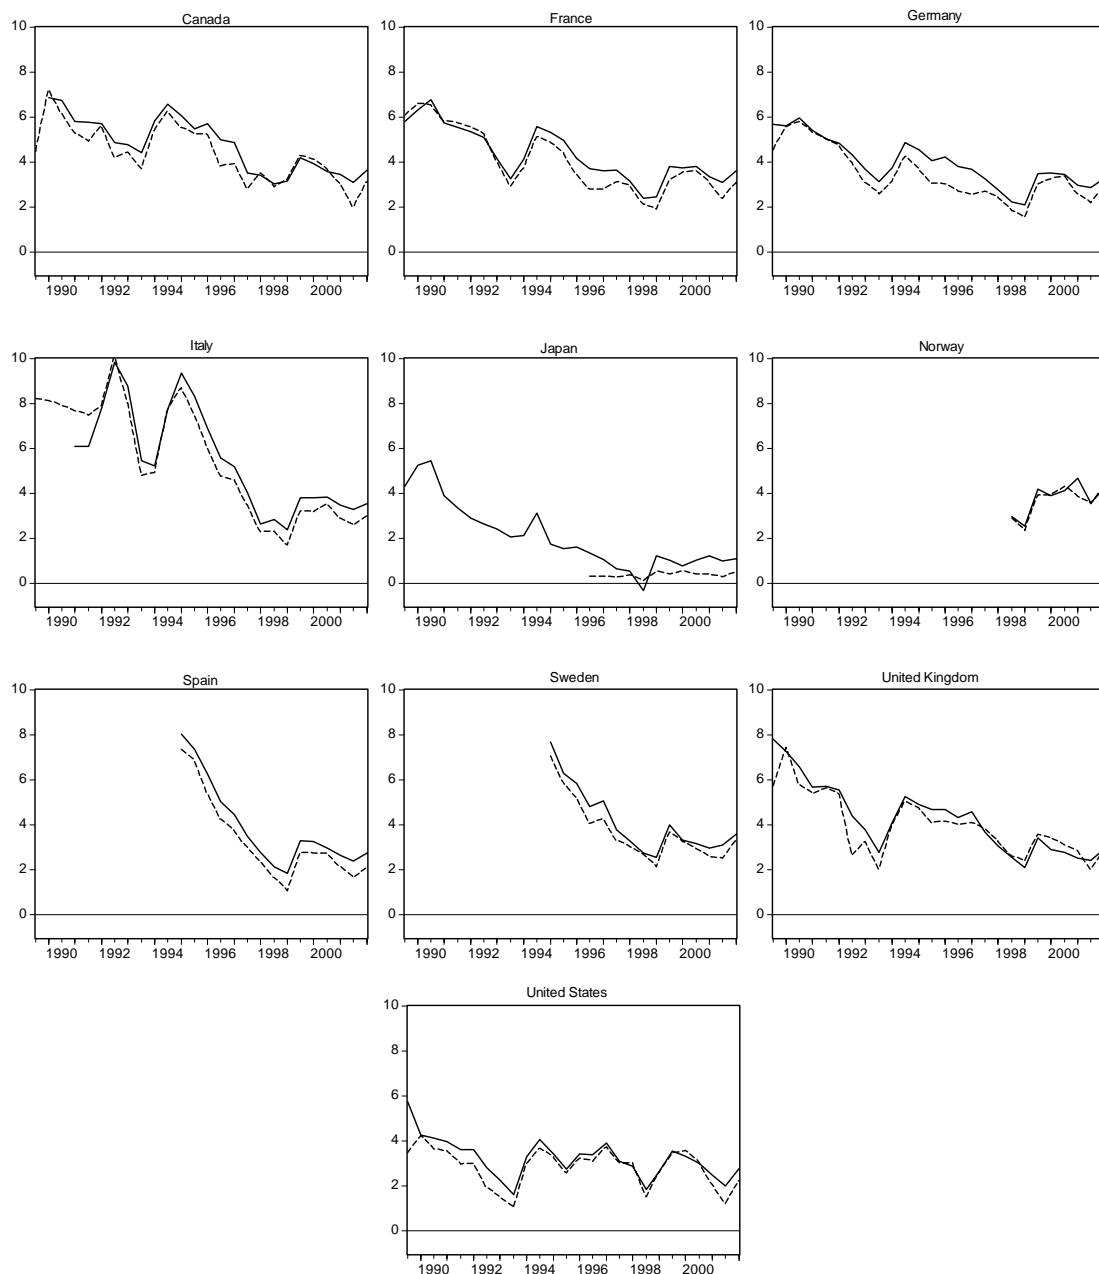 Canada France Germany
10 10 10
8 8 8
6 6 6
4 4 4
2 2 2
0 0 0
1990 1992 1994 1996 1998 2000 1990 1992 1994 1996 1998 2000 1990 1992 1994 1996 1998 2000
Italy Japan Norway
10 10 10
8 8 8
6 6 6
4 4 4
2 2 2
0 0 0
1990 1992 1994 1996 1998 2000 1990 1992 1994 1996 1998 2000 1990 1992 1994 1996 1998 2000
Spain Sweden United Kingdom
10 10 10
8 8 8
6 6 6
4 4 4
2 2 2
0 0 0
1990 1992 1994 1996 1998 2000 1990 1992 1994 1996 1998 2000 1990 1992 1994 1996 1998 2000
United States
10
8
6
4
2
0
1990 1992 1994 1996 1998 2000